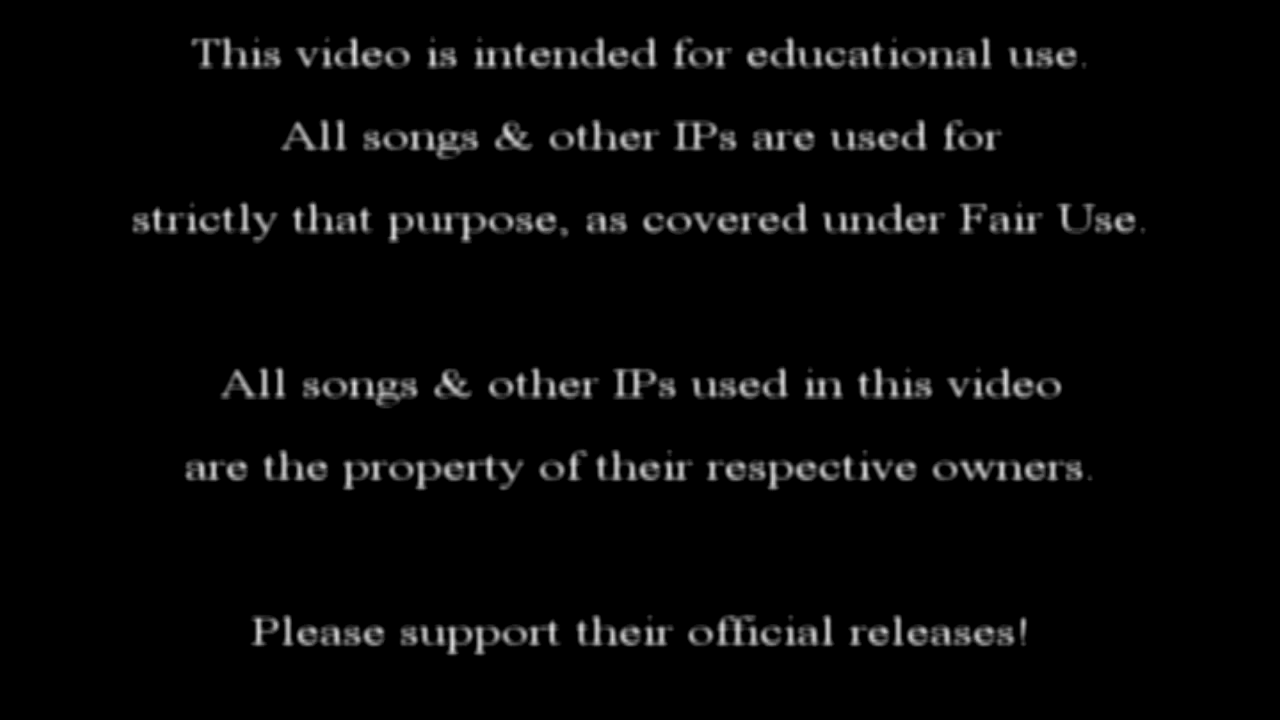 This video is intended for educational use.
All songs & other IPs are used for
strictly that purpose, as covered under Fair Use.
All songs & other IPs used in this video
are the property of their respective owners.
Please support their official releases!